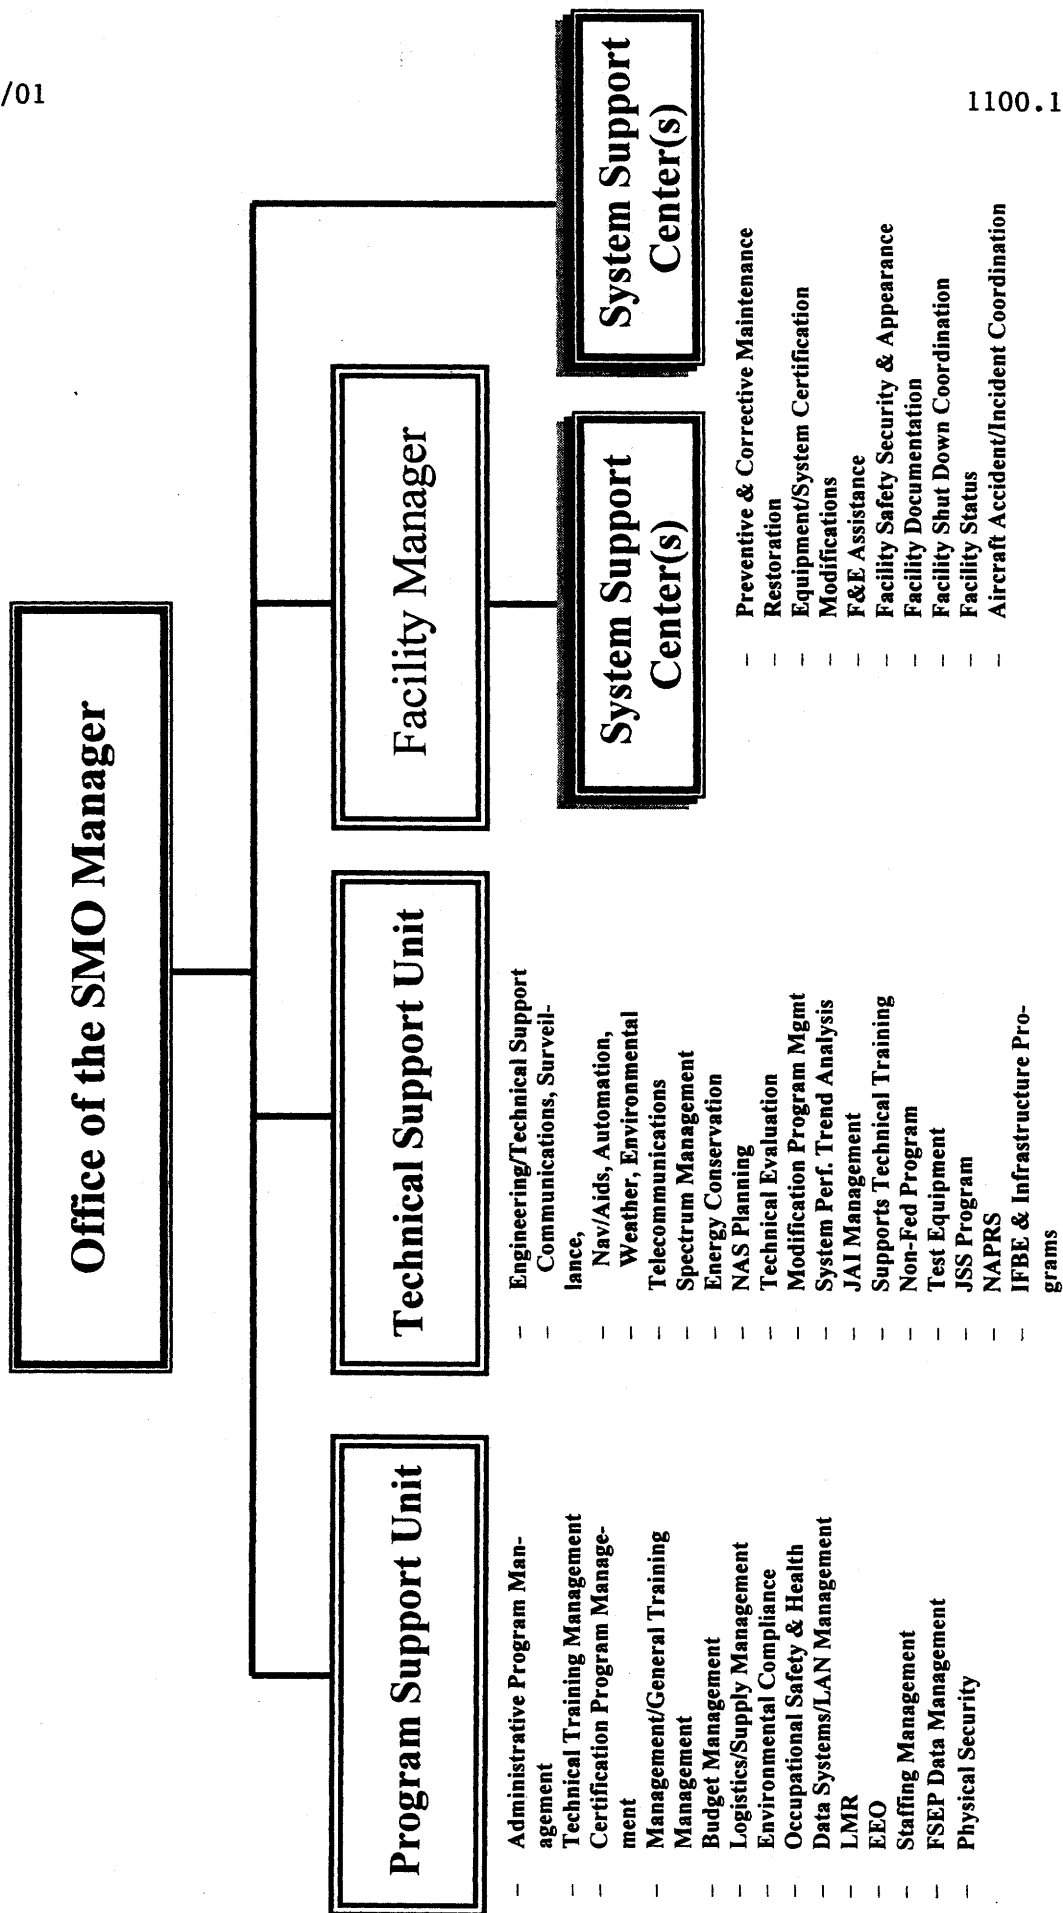 /01
1100.1
Office of the SMO Manager
Program Support Unit
Technical Support Unit
Facility Manager
System Support
Center(s)
System Support
Center(s)
– Administrative Program Man-
agement
– Technical Training Management
– Certification Program Manage-
ment
– Management/General Training
Management
– Budget Management
– Logistics/Supply Management
– Environmental Compliance
– Occupational Safety & Health
– Data Systems/LAN Management
– LMR
– EEO
– Staffing Management
– FSEP Data Management
– Physical Security
– Engineering/Technical Support
– Communications, Surveil-
lance,
– Nav/Aids, Automation,
– Weather, Environmental
– Telecommunications
– Spectrum Management
– Energy Conservation
– NAS Planning
– Technical Evaluation
– Modification Program Mgmt
– System Perf. Trend Analysis
– JAI Management
– Supports Technical Training
– Non-Fed Program
– Test Equipment
– JSS Program
– NAPRS
– IFBE & Infrastructure Pro-
grams
– Preventive & Corrective Maintenance
– Restoration
– Equipment/System Certification
– Modifications
– F&E Assistance
– Facility Safety Security & Appearance
– Facility Documentation
– Facility Shut Down Coordination
– Facility Status
– Aircraft Accident/Incident Coordination